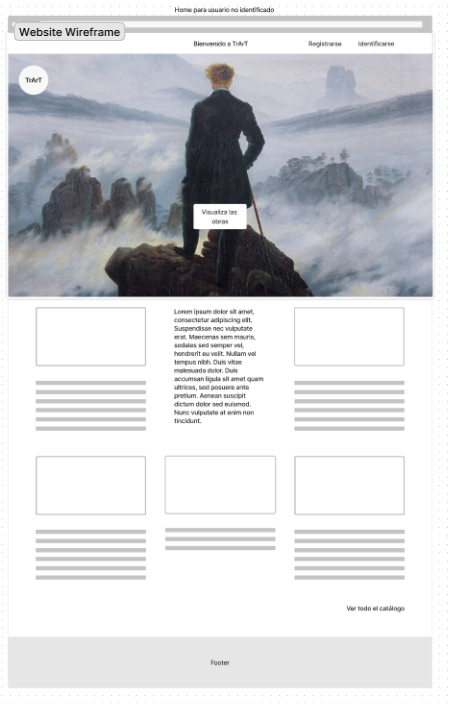 Home para usuario no identificado
Website Wireframe
Bienvenido a TrArT
Registrarse
Identificarse
TrArT
Visualiza las
obras
Lorem ipsum dolor sit amet,
consectetur adipiscing elit.
Suspendisse nec vulputate
erat. Maecenas sem mauris,
sodales sed semper vel,
hendrerit eu velit. Nullam vel
tempus nibh. Duis vitae
malesuada dolor. Duis
accumsan ligula sit amet quam
ultrices, sed posuere ante
pretium. Aenean suscipit
dictum dolor sed euismod.
Nunc vulputate at enim non
tincidunt.
Ver todo el catálogo
Footer